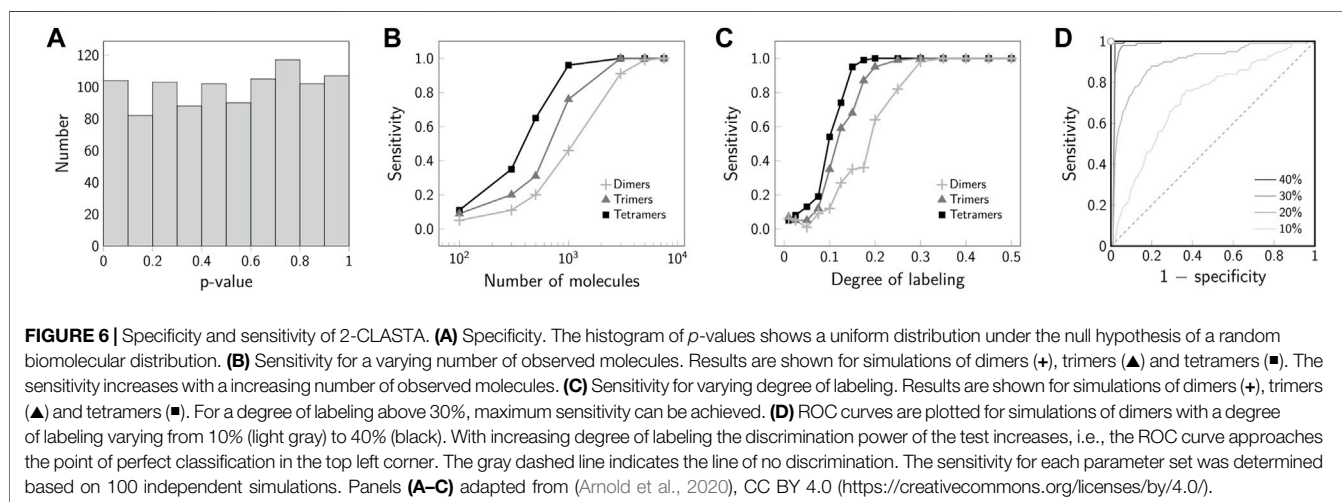 A
120
100
80
60
40
20
0
Number
0 0.2 0.4 0.6 0.8 1
p-value
B
1.0
0.8
0.6
0.4
0.2
0.0
Sensitivity
Dimers
Trimers
Tetramers
10² 10³ 10⁴
Number of molecules
C
1.0
0.8
0.6
0.4
0.2
0.0
Sensitivity
Dimers
Trimers
Tetramers
0 0.1 0.2 0.3 0.4 0.5
Degree of labeling
D
1
0.8
0.6
0.4
0.2
0
Sensitivity
40%
30%
20%
10%
0 0.2 0.4 0.6 0.8 1
1 − specificity
FIGURE 6 | Specificity and sensitivity of 2-CLASTA. (A) Specificity. The histogram of p-values shows a uniform distribution under the null hypothesis of a random
biomolecular distribution. (B) Sensitivity for a varying number of observed molecules. Results are shown for simulations of dimers (+), trimers (▲) and tetramers (■). The
sensitivity increases with a increasing number of observed molecules. (C) Sensitivity for varying degree of labeling. Results are shown for simulations of dimers (+), trimers
(▲) and tetramers (■). For a degree of labeling above 30%, maximum sensitivity can be achieved. (D) ROC curves are plotted for simulations of dimers with a degree
of labeling varying from 10% (light gray) to 40% (black). With increasing degree of labeling the discrimination power of the test increases, i.e., the ROC curve approaches
the point of perfect classification in the top left corner. The gray dashed line indicates the line of no discrimination. The sensitivity for each parameter set was determined
based on 100 independent simulations. Panels (A–C) adapted from (Arnold et al., 2020), CC BY 4.0 (https://creativecommons.org/licenses/by/4.0/).